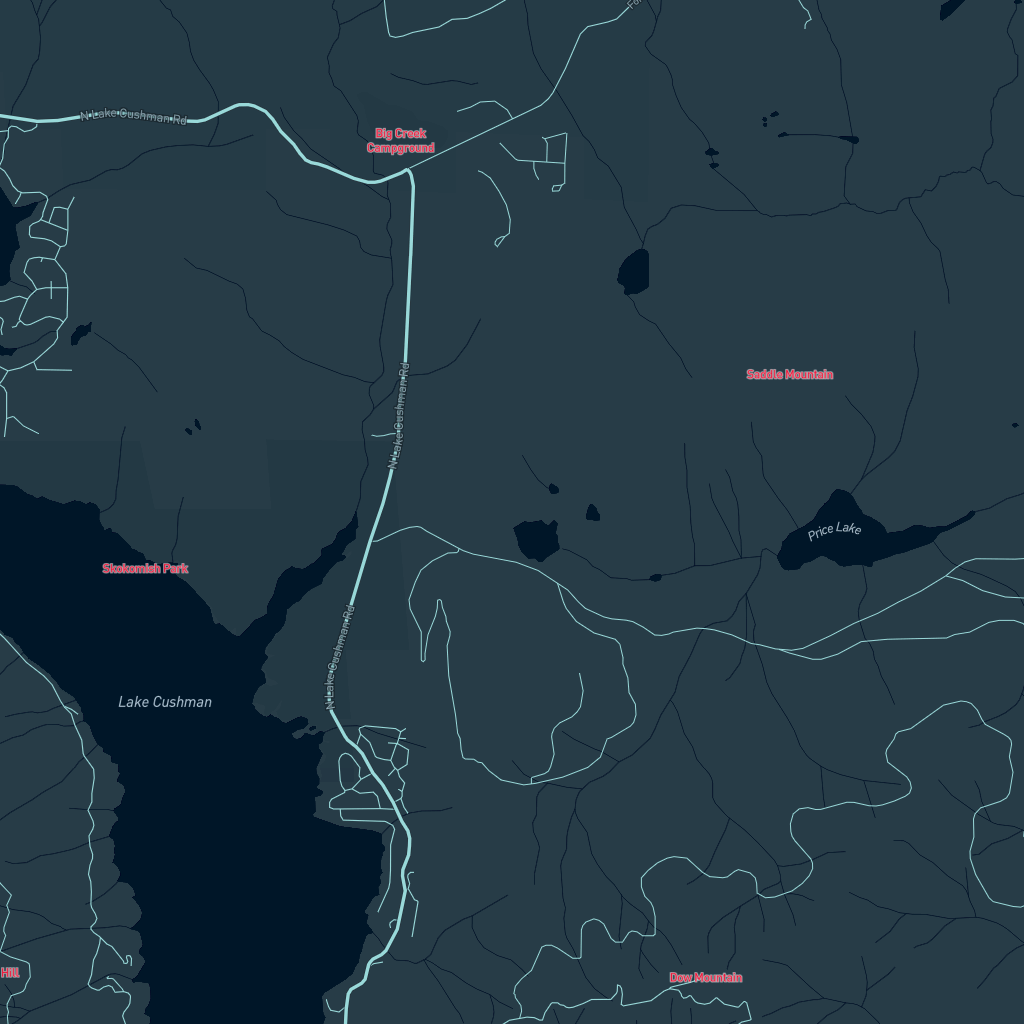 N Lake Cushman Rd
Big Creek
Campground
N Lake Cushman Rd
Saddle Mountain
Price Lake
Skokomish Park
N Lake Cushman Rd
Lake Cushman
Hill
Dow Mountain